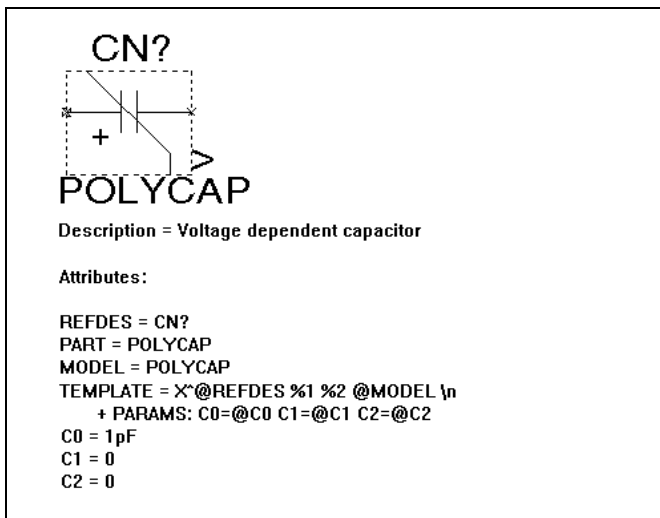 CN?
+
V
POLYCAP
Description = Voltage dependent capacitor
Attributes:
REFDES = CN?
PART = POLYCAP
MODEL = POLYCAP
TEMPLATE = X^@REFDES %1 %2 @MODEL \n
+ PARAMS: C0=@C0 C1=@C1 C2=@C2
C0 = 1pF
C1 = 0
C2 = 0